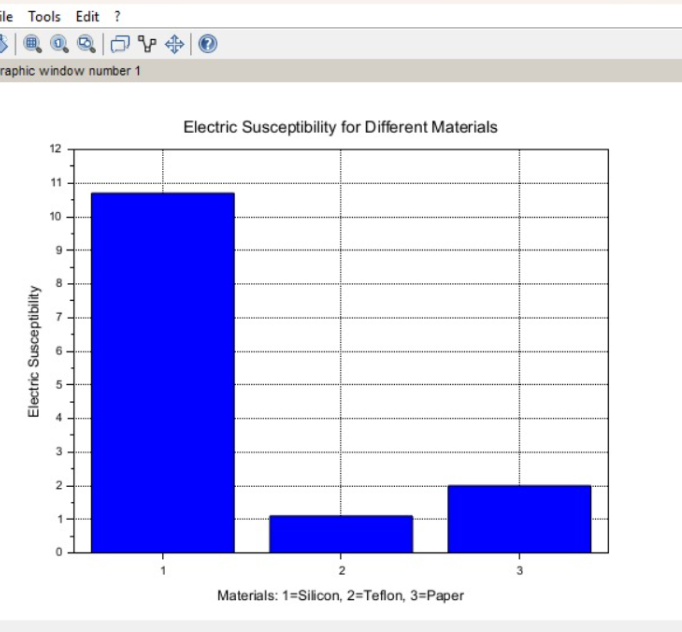 ile Tools Edit ?
raphic window number 1
Electric Susceptibility for Different Materials
12
11
10
9
8
7
6
5
4
3
2
1
0
Electric Susceptibility
1 2 3
Materials: 1=Silicon, 2=Teflon, 3=Paper